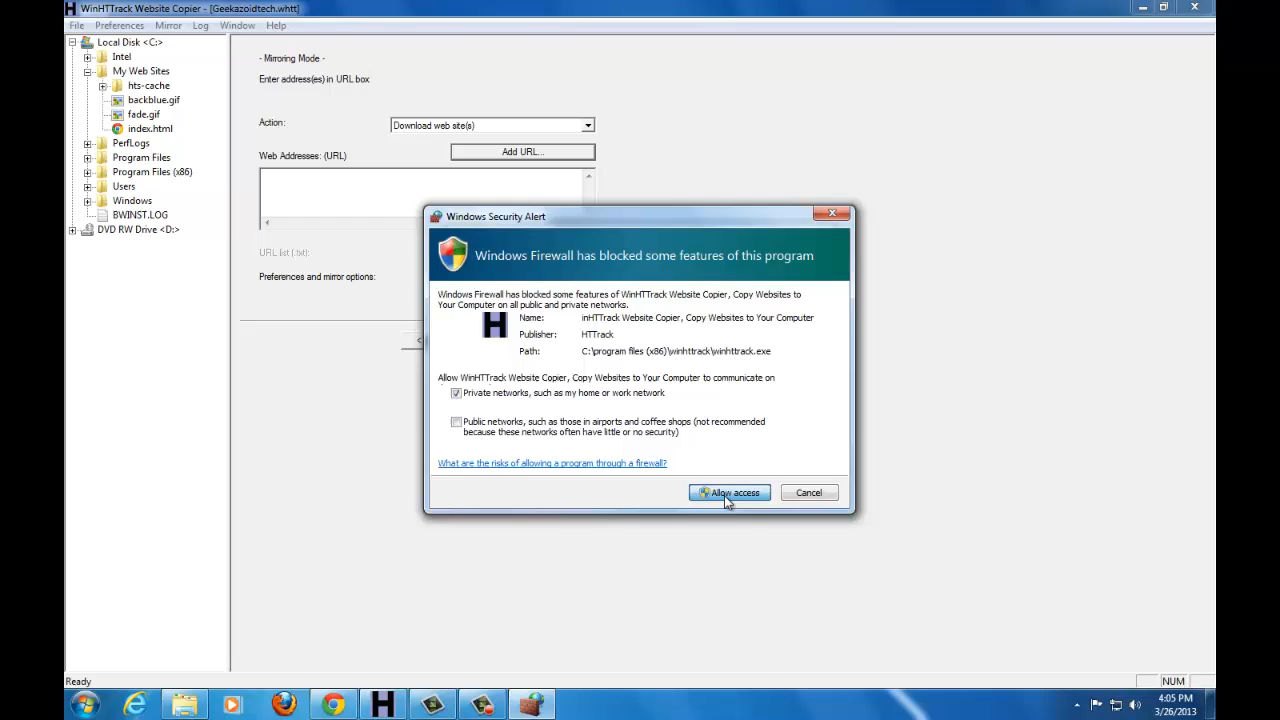 WinHTTrack Website Copier - [Geekazoidtech.whtt]
File Preferences Mirror Log Window Help
Local Disk <C:>
Intel
My Web Sites
hts-cache
backblue.gif
fade.gif
index.html
PerfLogs
Program Files
Program Files (x86)
Users
Windows
BWINST.LOG
DVD RW Drive <D:>
- Mirroring Mode -
Enter address(es) in URL box
Action:
Download web site(s)
Web Addresses: (URL)
Add URL...
URL list (.txt):
Preferences and mirror options:
<
Windows Security Alert
Windows Firewall has blocked some features of this program
Windows Firewall has blocked some features of WinHTTrack Website Copier, Copy Websites to
Your Computer on all public and private networks.
Name: inHTTrack Website Copier, Copy Websites to Your Computer
Publisher: HTTrack
Path: C:\program files (x86)\winhttrack\winhttrack.exe
Allow WinHTTrack Website Copier, Copy Websites to Your Computer to communicate on
Private networks, such as my home or work network
Public networks, such as those in airports and coffee shops (not recommended
because these networks often have little or no security)
What are the risks of allowing a program through a firewall?
Allow access
Cancel
Ready
NUM
4:05 PM
3/26/2013